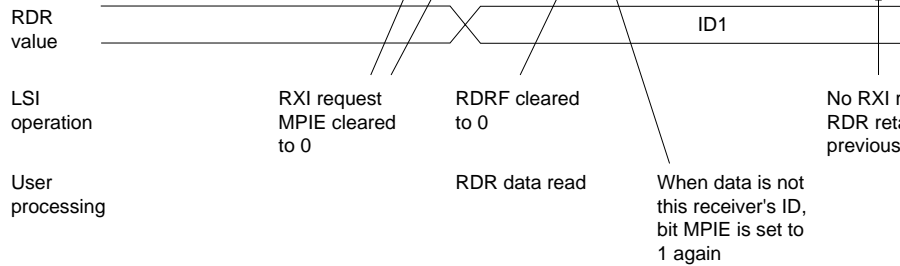 RDR
value
ID1
LSI
operation
RXI request
MPIE cleared
to 0
RDRF cleared
to 0
No RXI
RDR
previous
User
processing
RDR data read
When data is not
this receiver's ID,
bit MPIE is set to
1 again